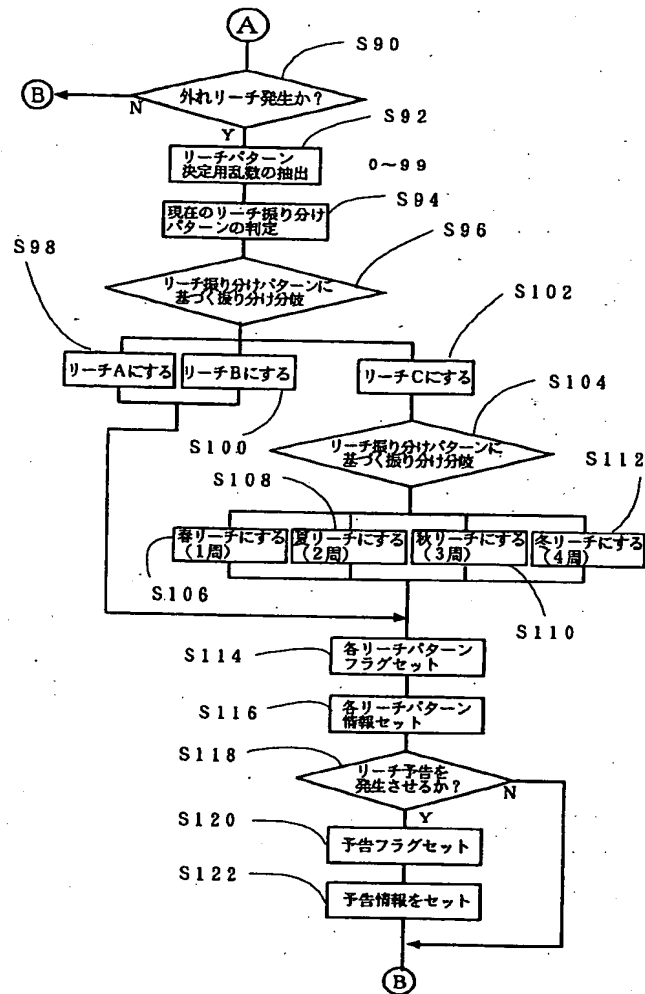 A
S90
B
外れリーチ発生か？
N
Y
S92
リーチパターン
決定用乱数の抽出
0～99
S94
現在のリーチ振り分け
パターンの判定
S96
S98
リーチ振り分けパターンに
基づく振り分け分岐
S102
リーチAにする
リーチBにする
リーチCにする
S100
S104
リーチ振り分けパターンに
基づく振り分け分岐
S108
S112
春リーチにする
(1周)
夏リーチにする
(2周)
秋リーチにする
(3周)
冬リーチにする
(4周)
S106
S110
S114
各リーチパターン
フラグセット
S116
各リーチパターン
情報セット
S118
リーチ予告を
発生させるか？
N
Y
S120
予告フラグセット
S122
予告情報をセット
B